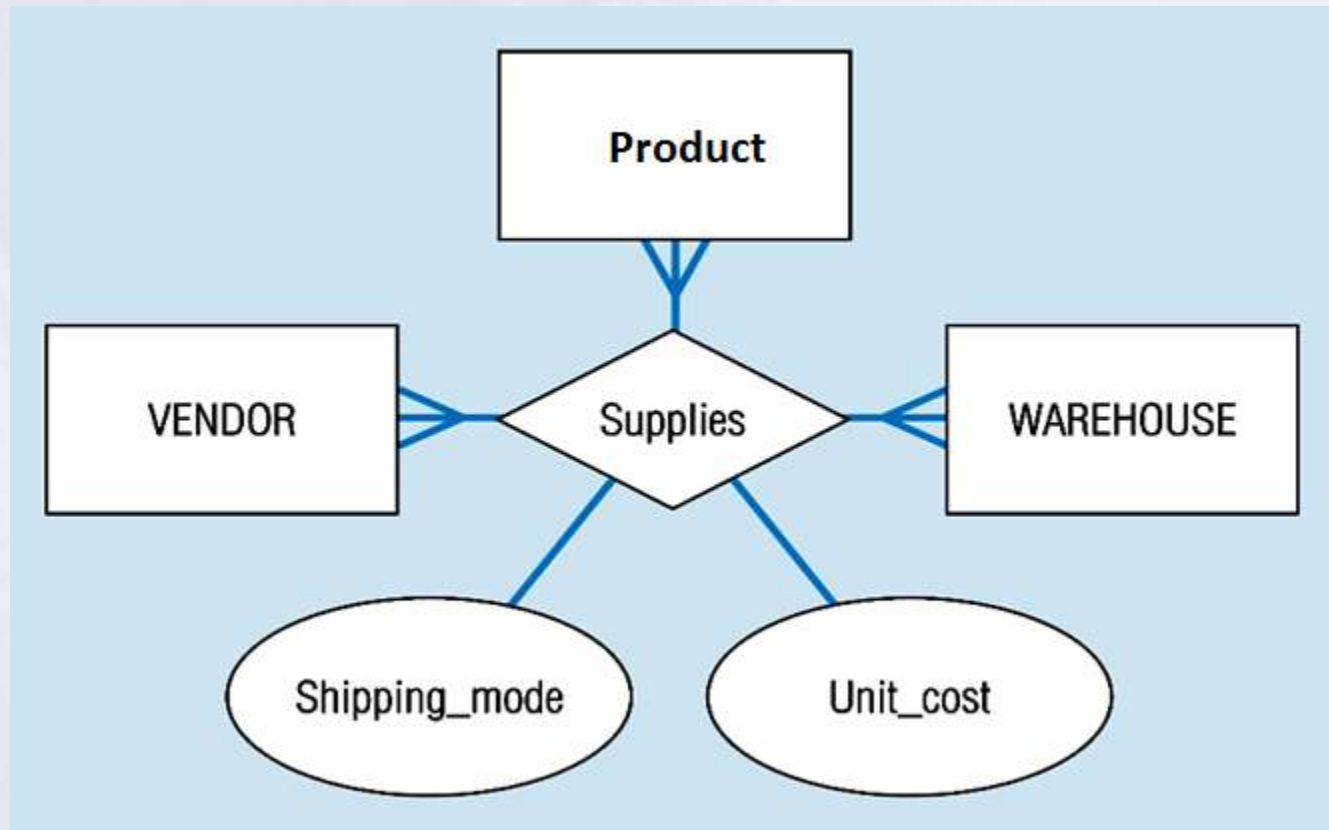 Product
VENDOR
Supplies
WAREHOUSE
Shipping_mode
Unit_cost